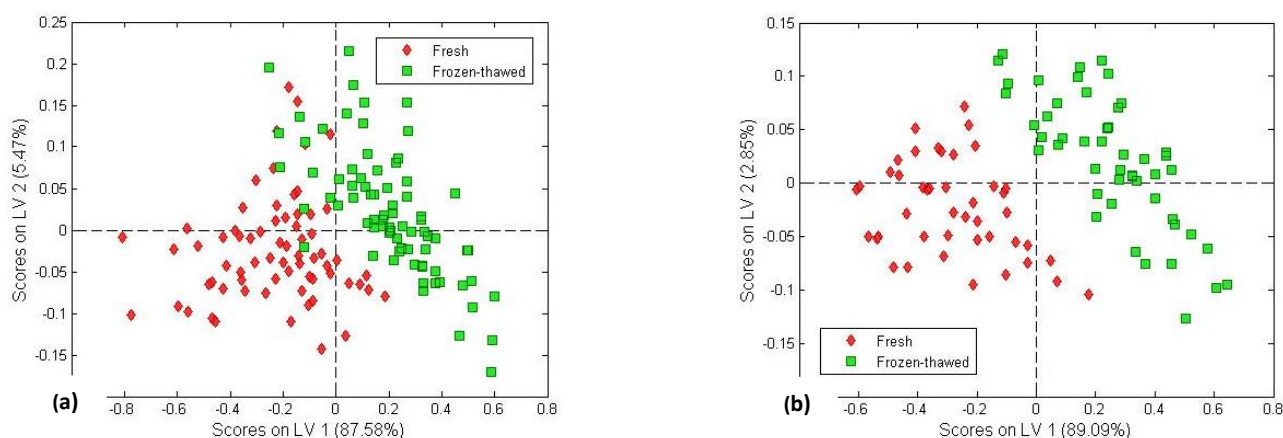 0.25
0.2
0.15
0.1
0.05
0
-0.05
-0.1
-0.15
Scores on LV 2 (5.47%)
Fresh
Frozen-thawed
(a)
-0.8 -0.6 -0.4 -0.2 0 0.2 0.4 0.6 0.8
Scores on LV 1 (87.58%)
0.15
0.1
0.05
0
-0.05
-0.1
-0.15
Scores on LV 2 (2.85%)
Fresh
Frozen-thawed
(b)
-0.6 -0.4 -0.2 0 0.2 0.4 0.6 0.8
Scores on LV 1 (89.09%)